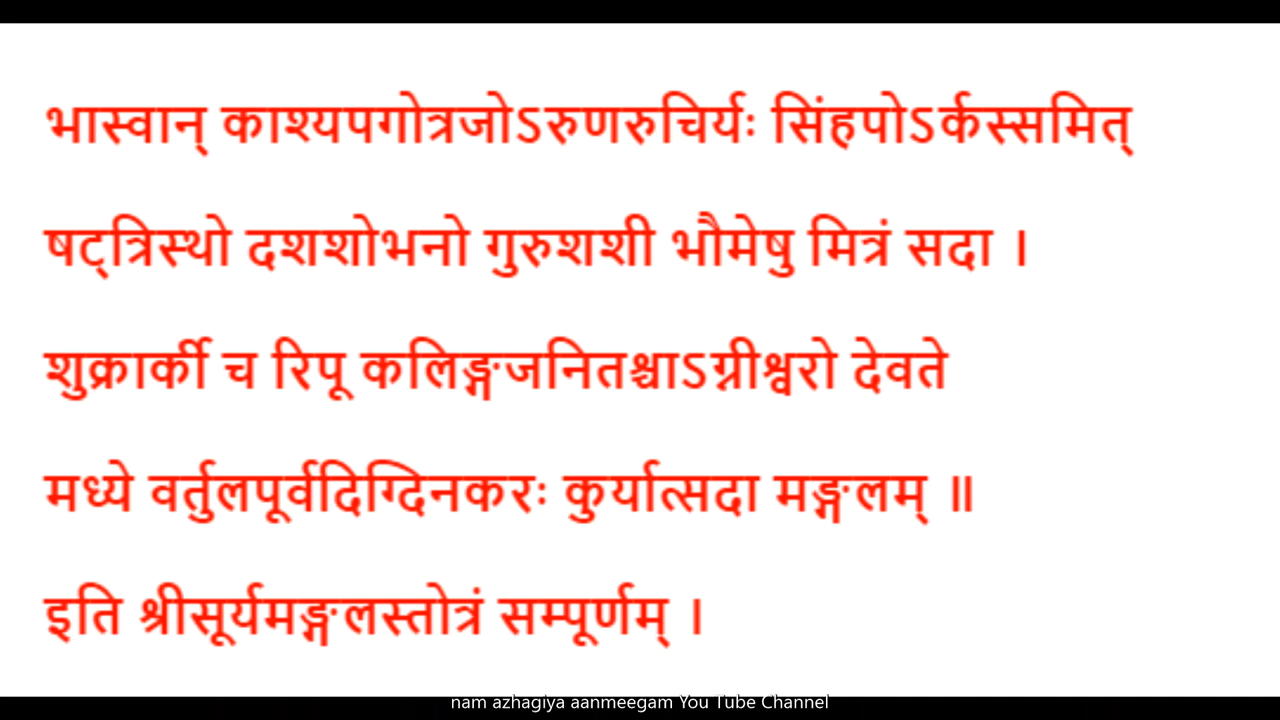 भास्वान् काश्यपगोत्रजोऽरुणरुचिर्यः सिंहपोऽर्कस्समित्
षट्त्रिस्थो दशशोभनो गुरुशशी भौमेषु मित्रं सदा ।
शुक्रार्की च रिपू कलिङ्गजनितश्चाऽग्नीश्वरो देवते
मध्ये वर्तुलपूर्वदिग्दिनकरः कुर्यात्सदा मङ्गलम् ॥
इति श्रीसूर्यमङ्गलस्तोत्रं सम्पूर्णम् ।
nam azhagiya aanmeegam You Tube Channel